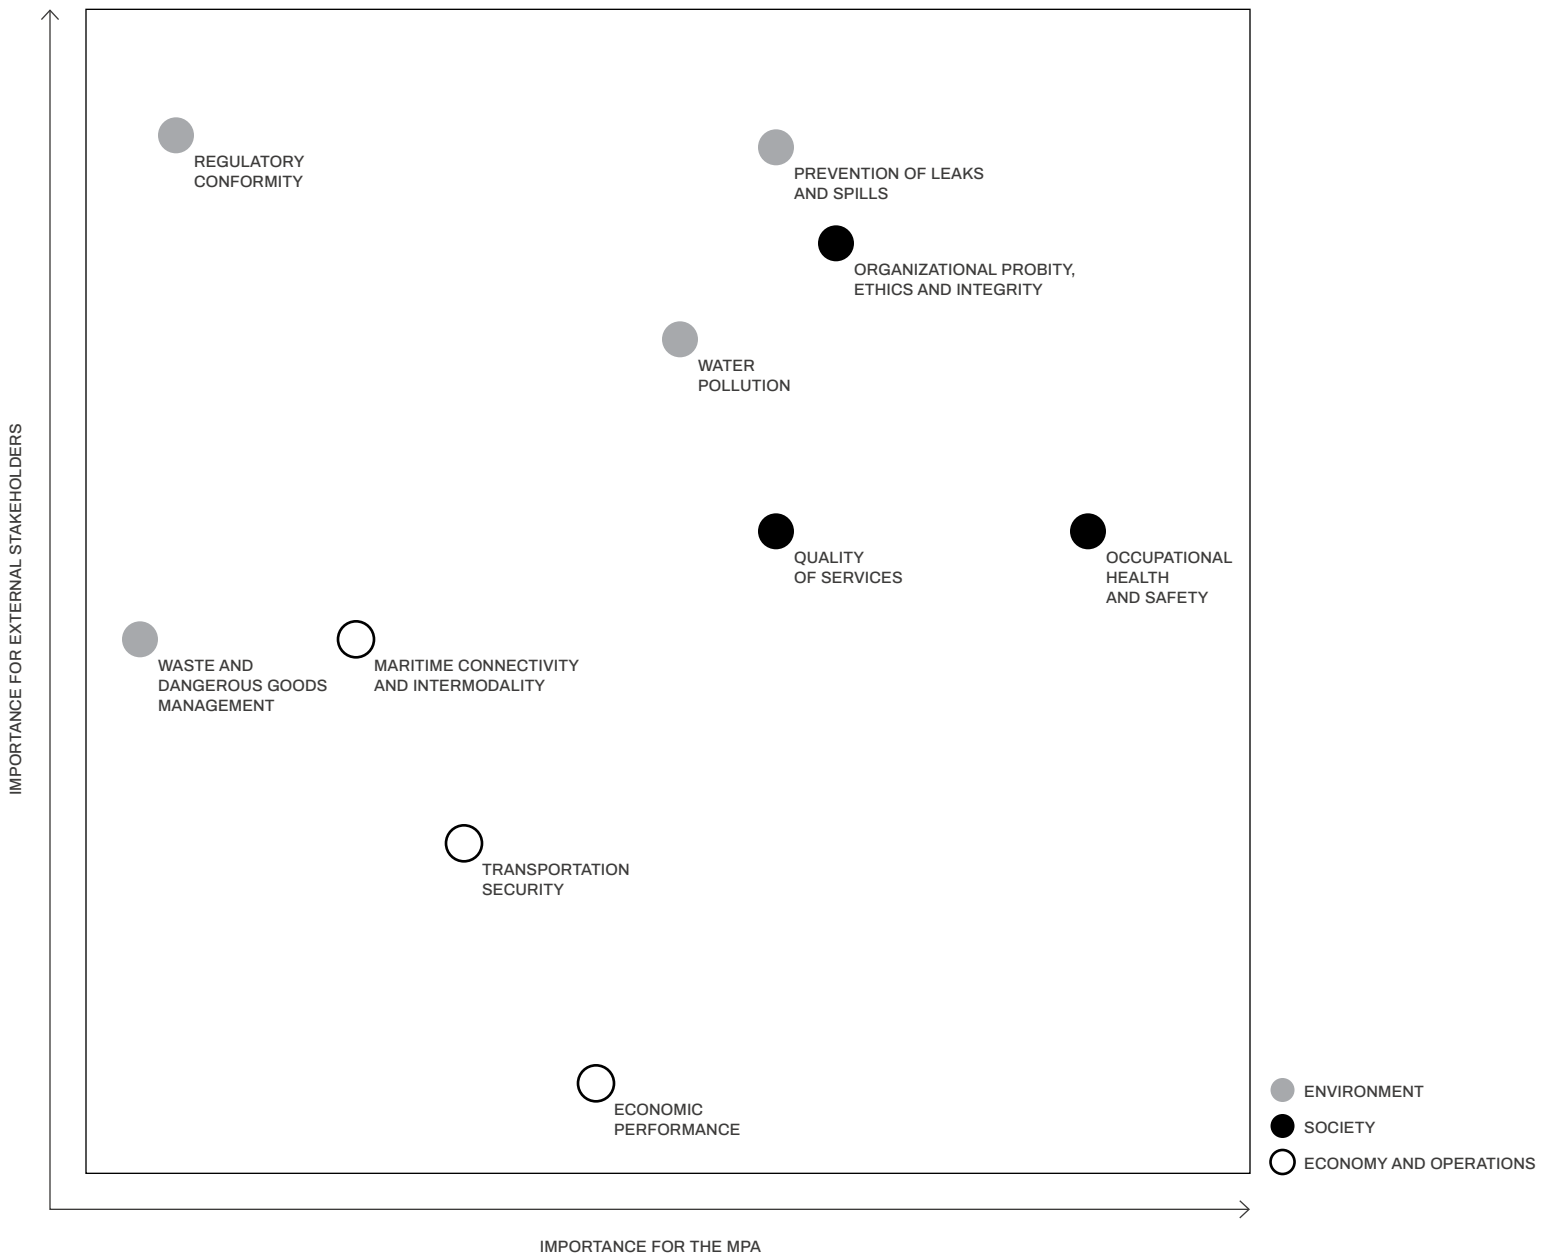 REGULATORY
CONFORMITY
PREVENTION OF LEAKS
AND SPILLS
ORGANIZATIONAL PROBITY,
ETHICS AND INTEGRITY
WATER
POLLUTION
QUALITY
OF SERVICES
OCCUPATIONAL
HEALTH
AND SAFETY
WASTE AND
DANGEROUS GOODS
MANAGEMENT
MARITIME CONNECTIVITY
AND INTERMODALITY
TRANSPORTATION
SECURITY
ECONOMIC
PERFORMANCE
IMPORTANCE FOR EXTERNAL STAKEHOLDERS
IMPORTANCE FOR THE MPA
ENVIRONMENT
SOCIETY
ECONOMY AND OPERATIONS